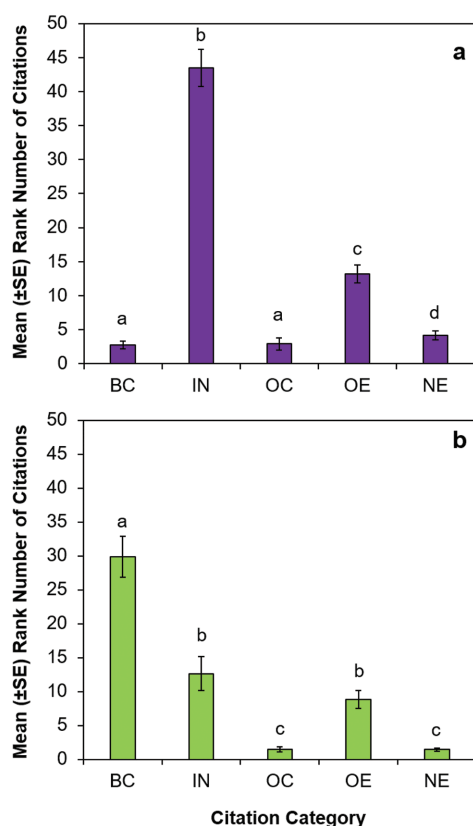 Mean (±SE) Rank Number of Citations
50
45
40
35
30
25
20
15
10
5
0
a
a
b
a
c
d
BC IN OC OE NE
Mean (±SE) Rank Number of Citations
50
45
40
35
30
25
20
15
10
5
0
b
a
b
c
b
c
BC IN OC OE NE
Citation Category